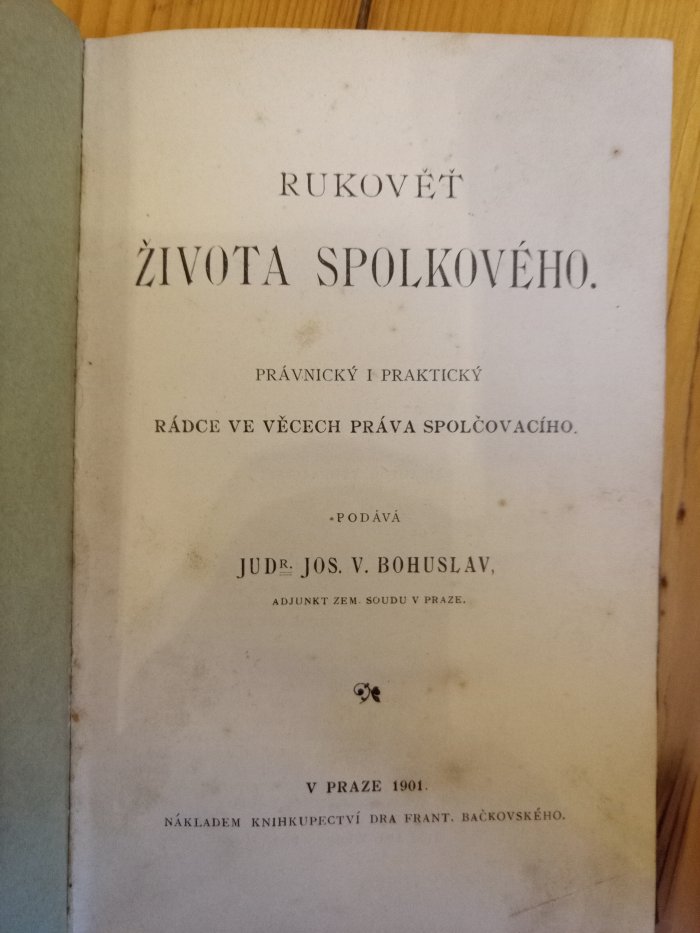 RUKOVĚŤ
ŽIVOTA SPOLKOVÉHO.
PRÁVNICKÝ I PRAKTICKÝ
RÁDCE VE VĚCECH PRÁVA SPOLČOVACÍHO.
PODÁVÁ
JUDR. JOS. V. BOHUSLAV,
ADJUNKT ZEM. SOUDU V PRAZE.
V PRAZE 1901.
NÁKLADEM KNIHKUPECTVÍ DRA FRANT. BAČKOVSKÉHO.